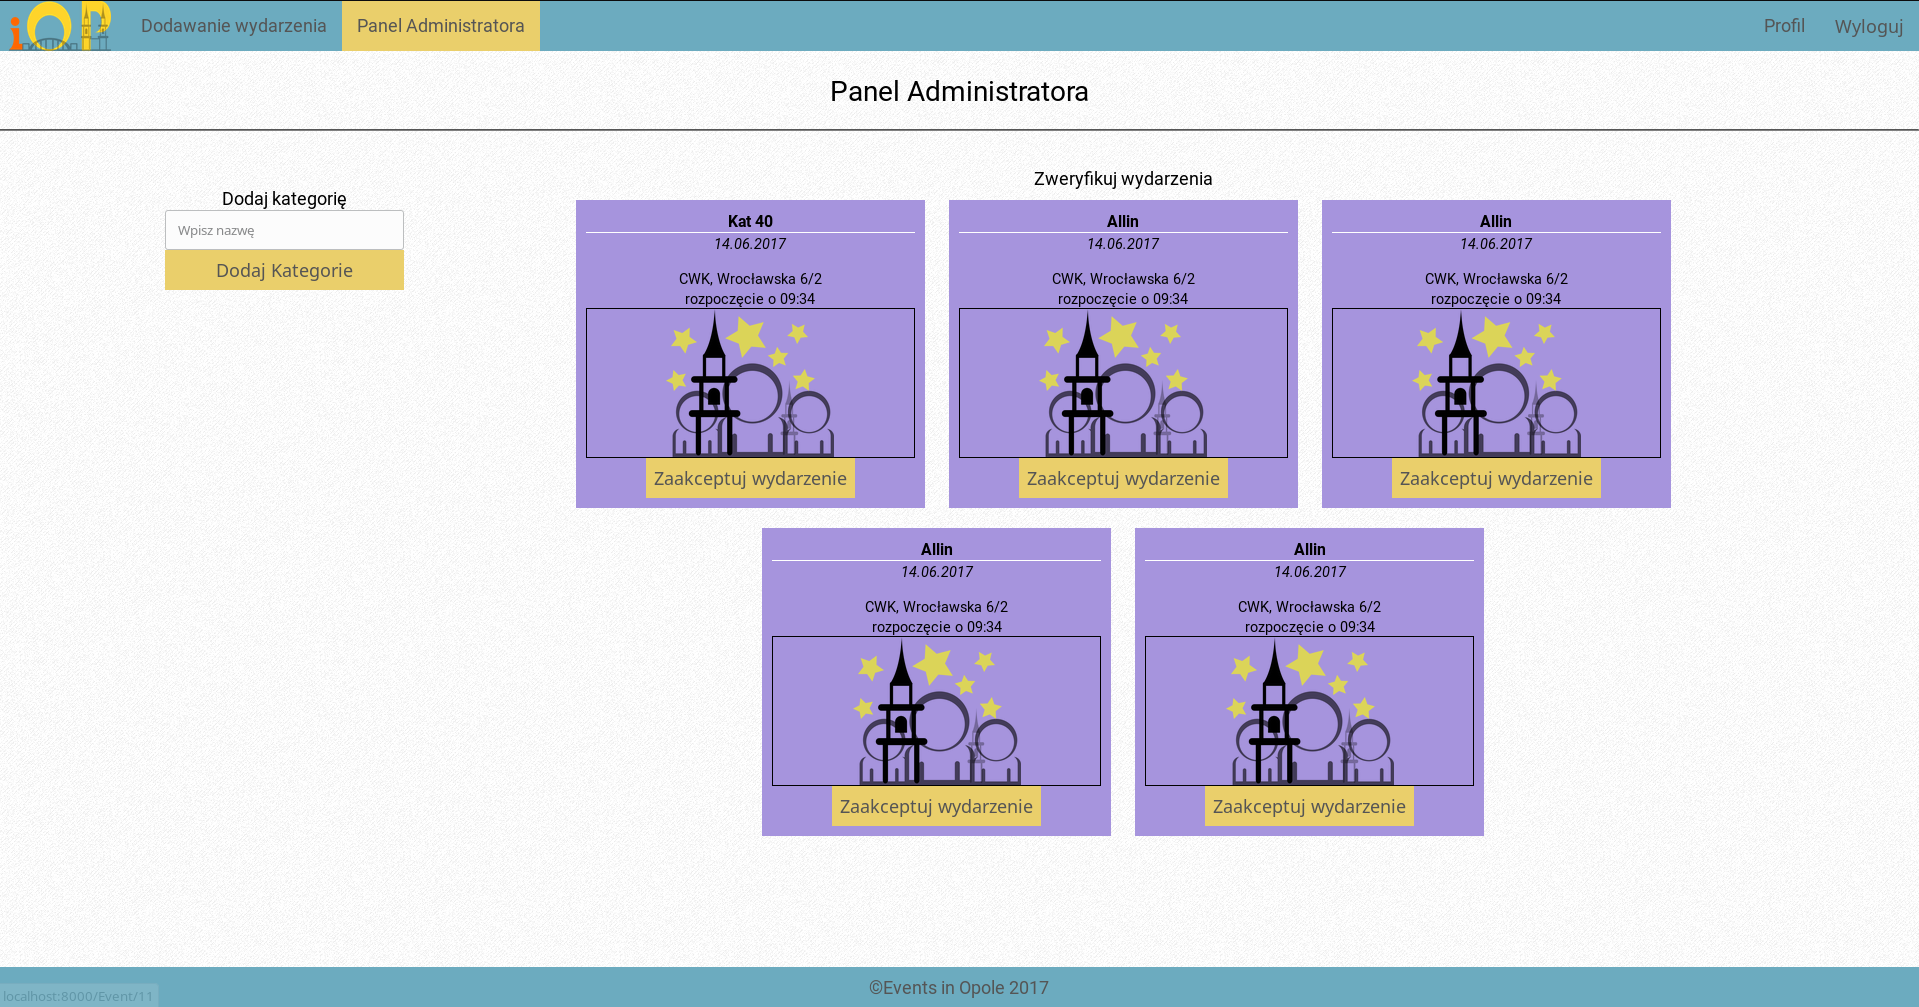 iOP
Dodawanie wydarzenia
Panel Administratora
Profil
Wyloguj
Panel Administratora
Dodaj kategorię
Wpisz nazwę
Dodaj Kategorie
Zweryfikuj wydarzenia
Kat 40
14.06.2017
CWK, Wrocławska 6/2
rozpoczęcie o 09:34
Zaakceptuj wydarzenie
Allin
14.06.2017
CWK, Wrocławska 6/2
rozpoczęcie o 09:34
Zaakceptuj wydarzenie
Allin
14.06.2017
CWK, Wrocławska 6/2
rozpoczęcie o 09:34
Zaakceptuj wydarzenie
Allin
14.06.2017
CWK, Wrocławska 6/2
rozpoczęcie o 09:34
Zaakceptuj wydarzenie
Allin
14.06.2017
CWK, Wrocławska 6/2
rozpoczęcie o 09:34
Zaakceptuj wydarzenie
©Events in Opole 2017
localhost:8000/Event/11